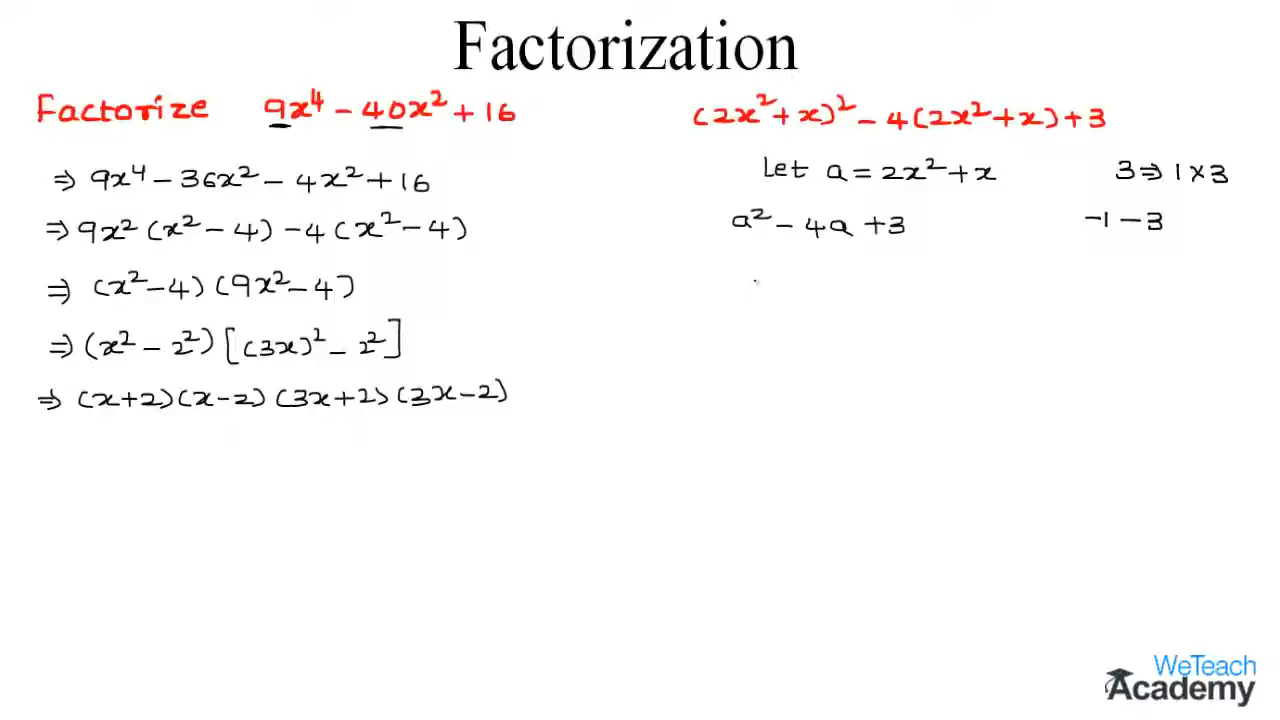 Factorization
Factorize 9x⁴ − 40x² + 16
⇒ 9x⁴ − 36x² − 4x² + 16
⇒ 9x² (x² − 4) − 4 (x² − 4)
⇒ (x² − 4) (9x² − 4)
⇒ (x² − 2²) [(3x)² − 2²]
⇒ (x+2) (x−2) (3x+2) (3x−2)
(2x² + x)² − 4(2x² + x) + 3
Let a = 2x² + x 3 ⇒ 1 × 3
a² − 4a + 3 −1 − 3
WeTeach
Academy